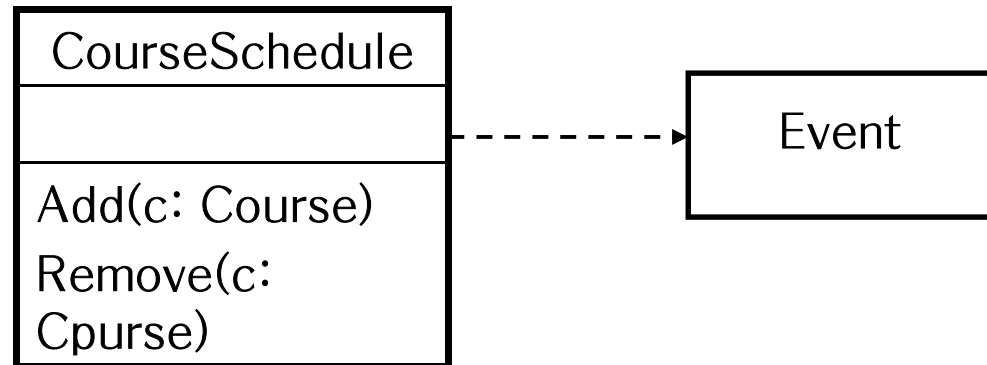 CourseSchedule
Event
Add(c: Course)
Remove(c:
Cpurse)